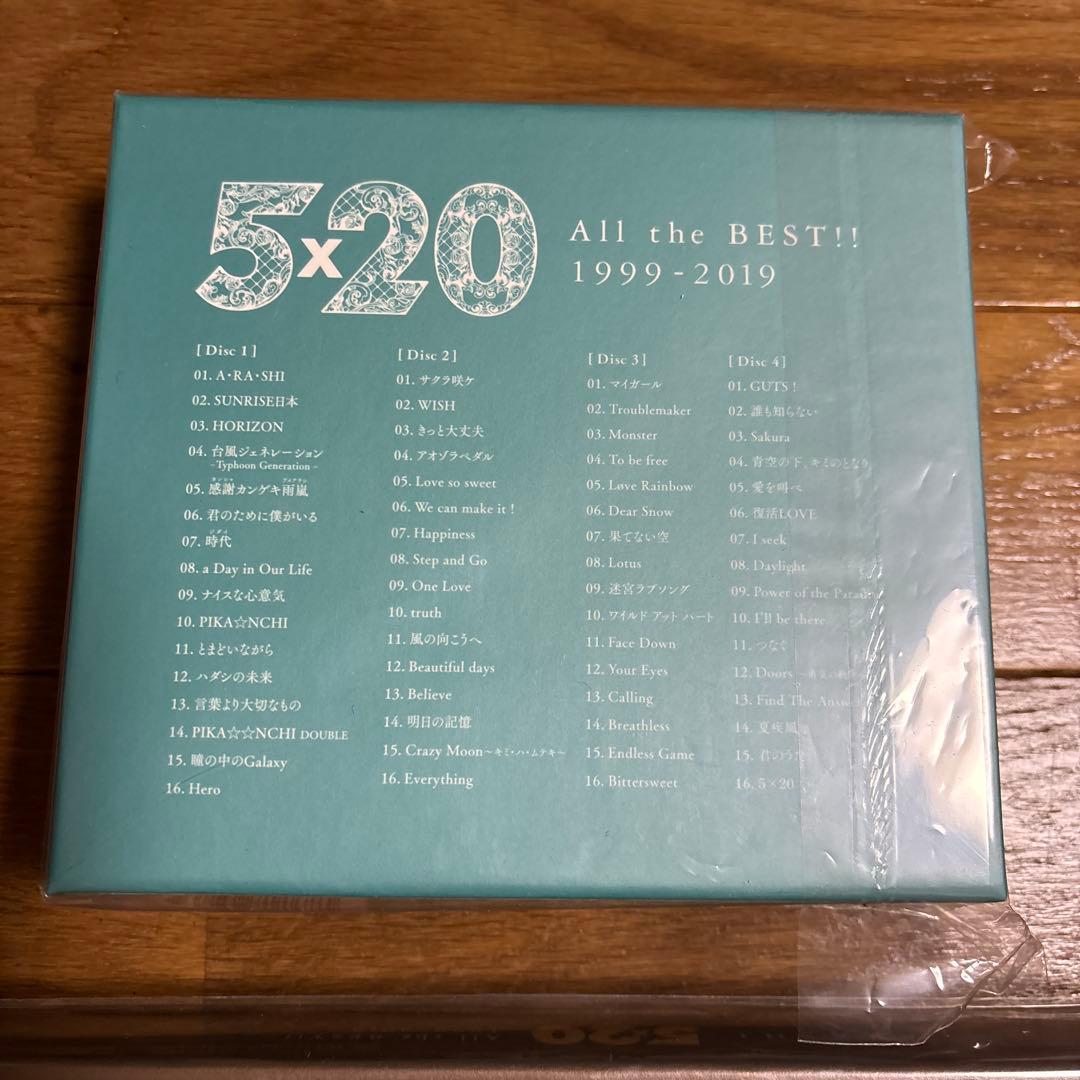 5×20
All the BEST!!
1999-2019
[Disc 1]
01. A・RA・SHI
02. SUNRISE日本
03. HORIZON
04. 台風ジェネレーション
-Typhoon Generation-
05. 感謝カンゲキ雨嵐
06. 君のために僕がいる
07. 時代
08. a Day in Our Life
09. ナイスな心意気
10. PIKA☆NCHI
11. とまどいながら
12. ハダシの未来
13. 言葉より大切なもの
14. PIKA☆☆NCHI DOUBLE
15. 瞳の中のGalaxy
16. Hero
[Disc 2]
01. サクラ咲ケ
02. WISH
03. きっと大丈夫
04. アオゾラペダル
05. Love so sweet
06. We can make it!
07. Happiness
08. Step and Go
09. One Love
10. truth
11. 風の向こうへ
12. Beautiful days
13. Believe
14. 明日の記憶
15. Crazy Moon～キミ・ハ・ムテキ～
16. Everything
[Disc 3]
01. マイガール
02. Troublemaker
03. Monster
04. To be free
05. Løve Rainbow
06. Dear Snow
07. 果てない空
08. Lotus
09. 迷宮ラブソング
10. ワイルド アット ハート
11. Face Down
12. Your Eyes
13. Calling
14. Breathless
15. Endless Game
16. Bittersweet
[Disc 4]
01. GUTS!
02. 誰も知らない
03. Sakura
04. 青空の下、キミのとなり
05. 愛を叫べ
06. 復活LOVE
07. I seek
08. Daylight
09. Power of the
10. I'll be there
11. つなぐ
12. Doors
13. Find The Answer
14. 夏疾風
15. 君のうた
16. 5×20
5×20